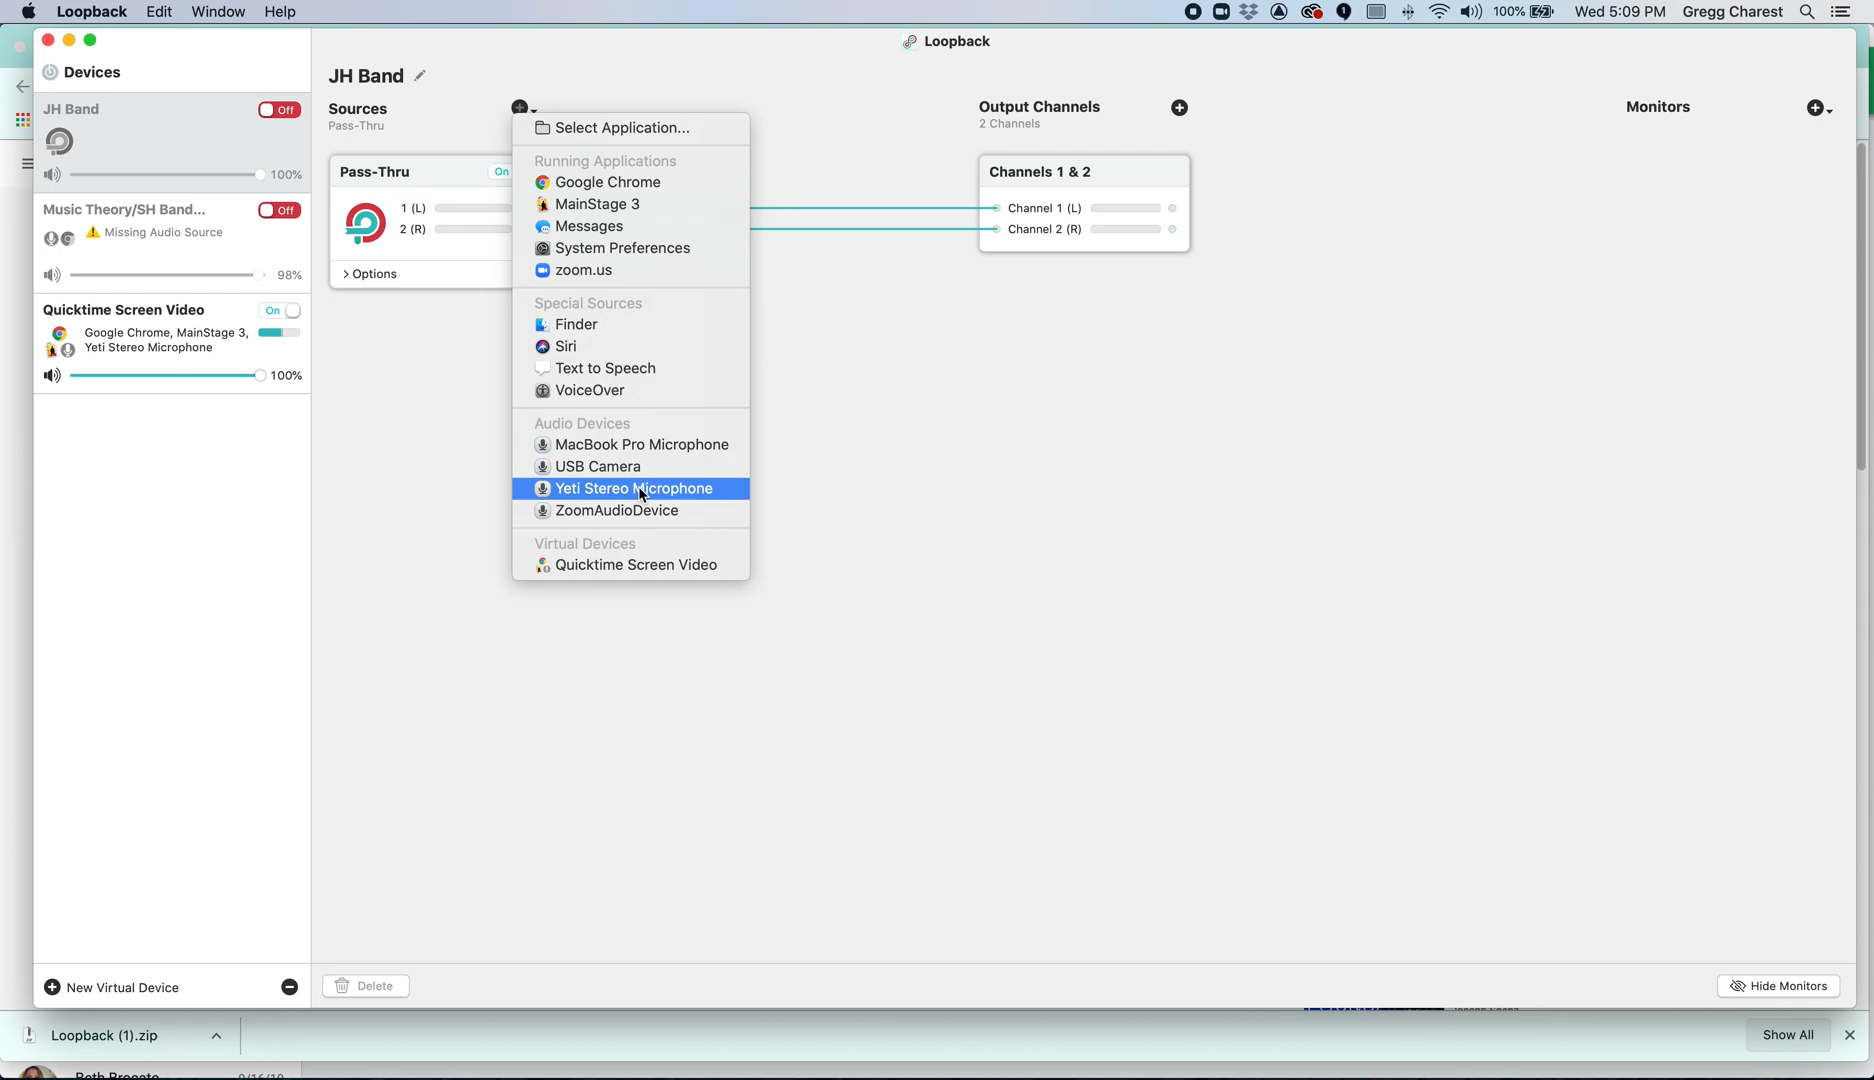 Loopback Edit Window Help
100% Wed 5:09 PM Gregg Charest
Loopback
Devices
JH Band
Off
100%
Music Theory/SH Band...
Off
Missing Audio Source
98%
Quicktime Screen Video
On
Google Chrome, MainStage 3,
Yeti Stereo Microphone
100%
New Virtual Device
JH Band
Sources
Pass-Thru
Pass-Thru
On
1 (L)
2 (R)
> Options
Select Application...
Running Applications
Google Chrome
MainStage 3
Messages
System Preferences
zoom.us
Special Sources
Finder
Siri
Text to Speech
VoiceOver
Audio Devices
MacBook Pro Microphone
USB Camera
Yeti Stereo Microphone
ZoomAudioDevice
Virtual Devices
Quicktime Screen Video
Output Channels
2 Channels
Channels 1 & 2
Channel 1 (L)
Channel 2 (R)
Monitors
Delete
Hide Monitors
Loopback (1).zip
Show All
Beth Brocato
9/16/19